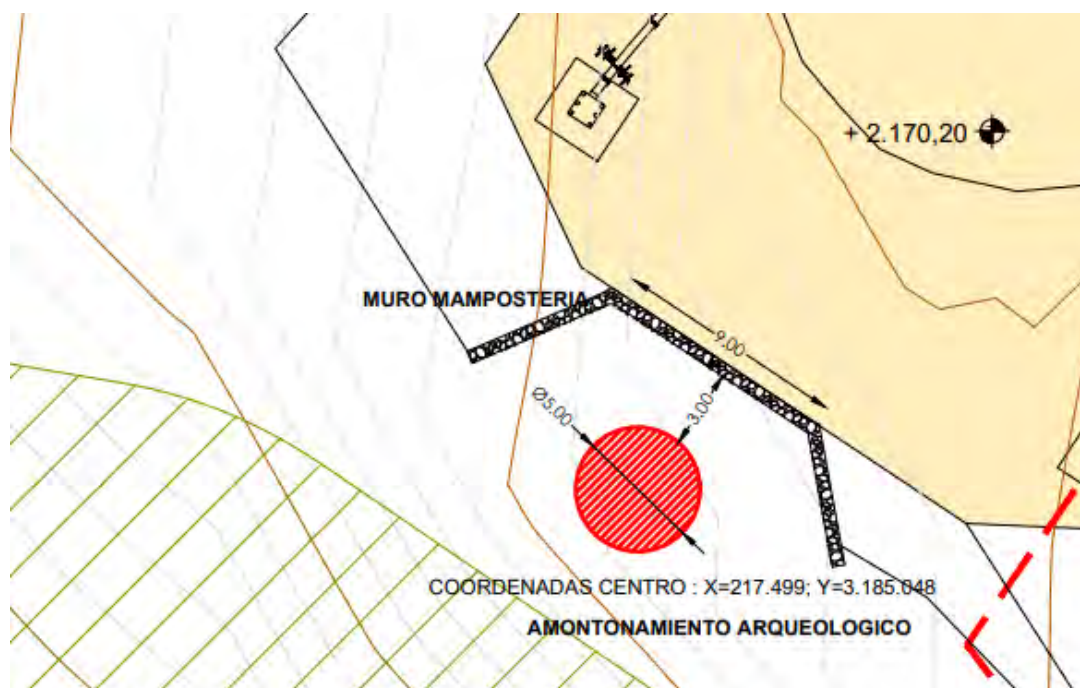 + 2.170,20
MURO MAMPOSTERIA
9.00
Ø5.00
3.00
COORDENADAS CENTRO : X=217.499; Y=3.185.048
AMONTONAMIENTO ARQUEOLOGICO